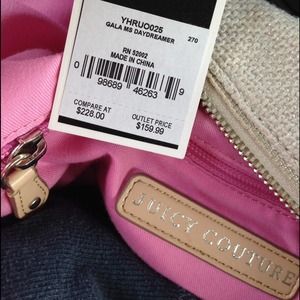 YHRUO025
270
GALA MS DAYDREAMER
RN 52002
MADE IN CHINA
0 98689 46263 9
COMPARE AT
$228.00
OUTLET PRICE
$159.99
JUICY COUTURE